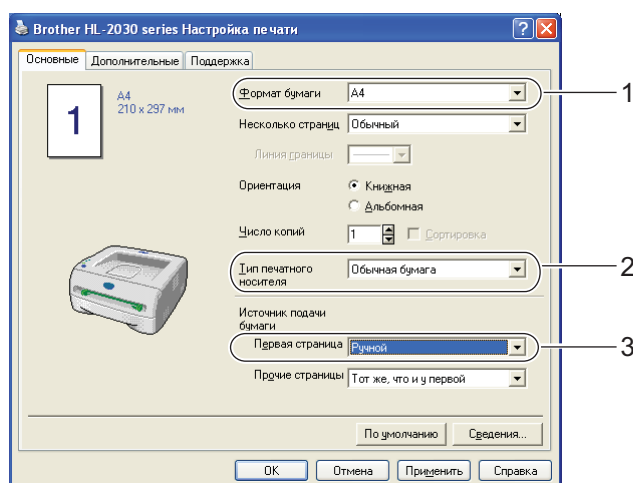 Brother HL-2030 series Настройка печати
Основные Дополнительные Поддержка
1
A4
210 x 297 мм
Формат бумаги A4
1
Несколько страниц Обычный
Линия границы
Ориентация Книжная
Альбомная
Число копий 1 Сортировка
Тип печатного носителя Обычная бумага
2
Источник подачи бумаги
Первая страница Ручной
3
Прочие страницы Тот же, что и у первой
По умолчанию Сведения...
OK Отмена Применить Справка